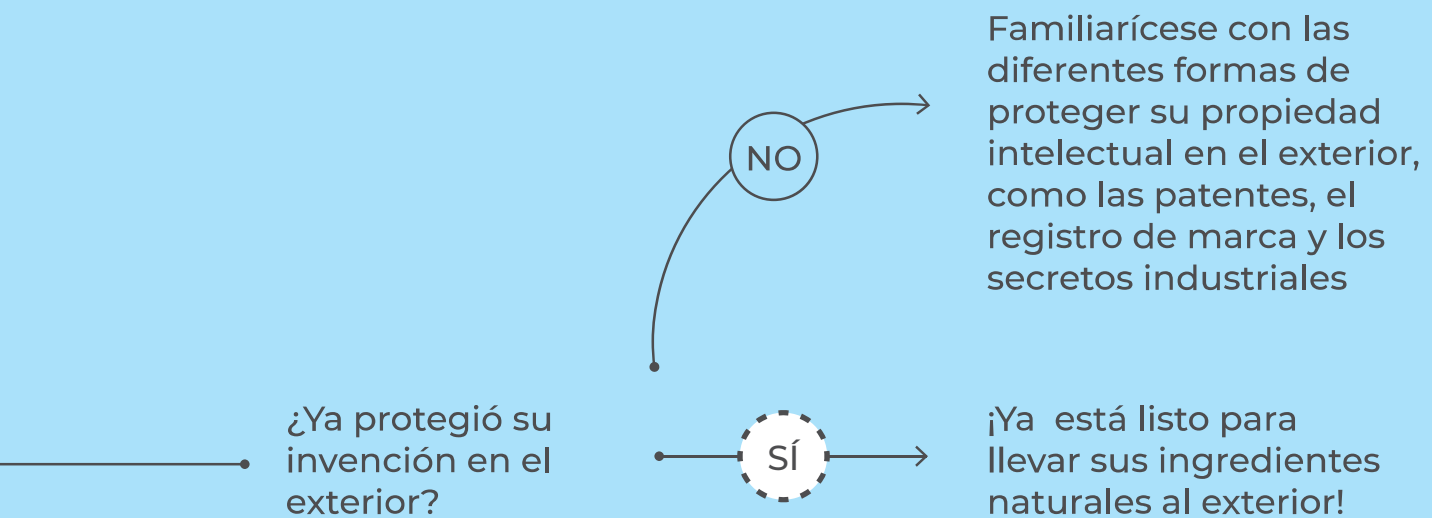 Familiarícese con las
diferentes formas de
proteger su propiedad
intelectual en el exterior,
como las patentes, el
registro de marca y los
secretos industriales
NO
¿Ya protegió su
invención en el
exterior?
SÍ
¡Ya está listo para
llevar sus ingredientes
naturales al exterior!